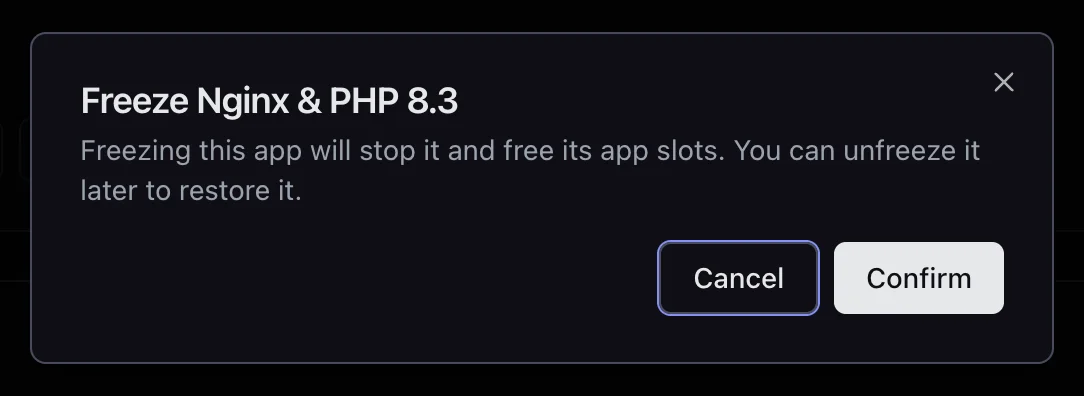 Freeze Nginx & PHP 8.3
Freezing this app will stop it and free its app slots. You can unfreeze it
later to restore it.
Cancel
Confirm